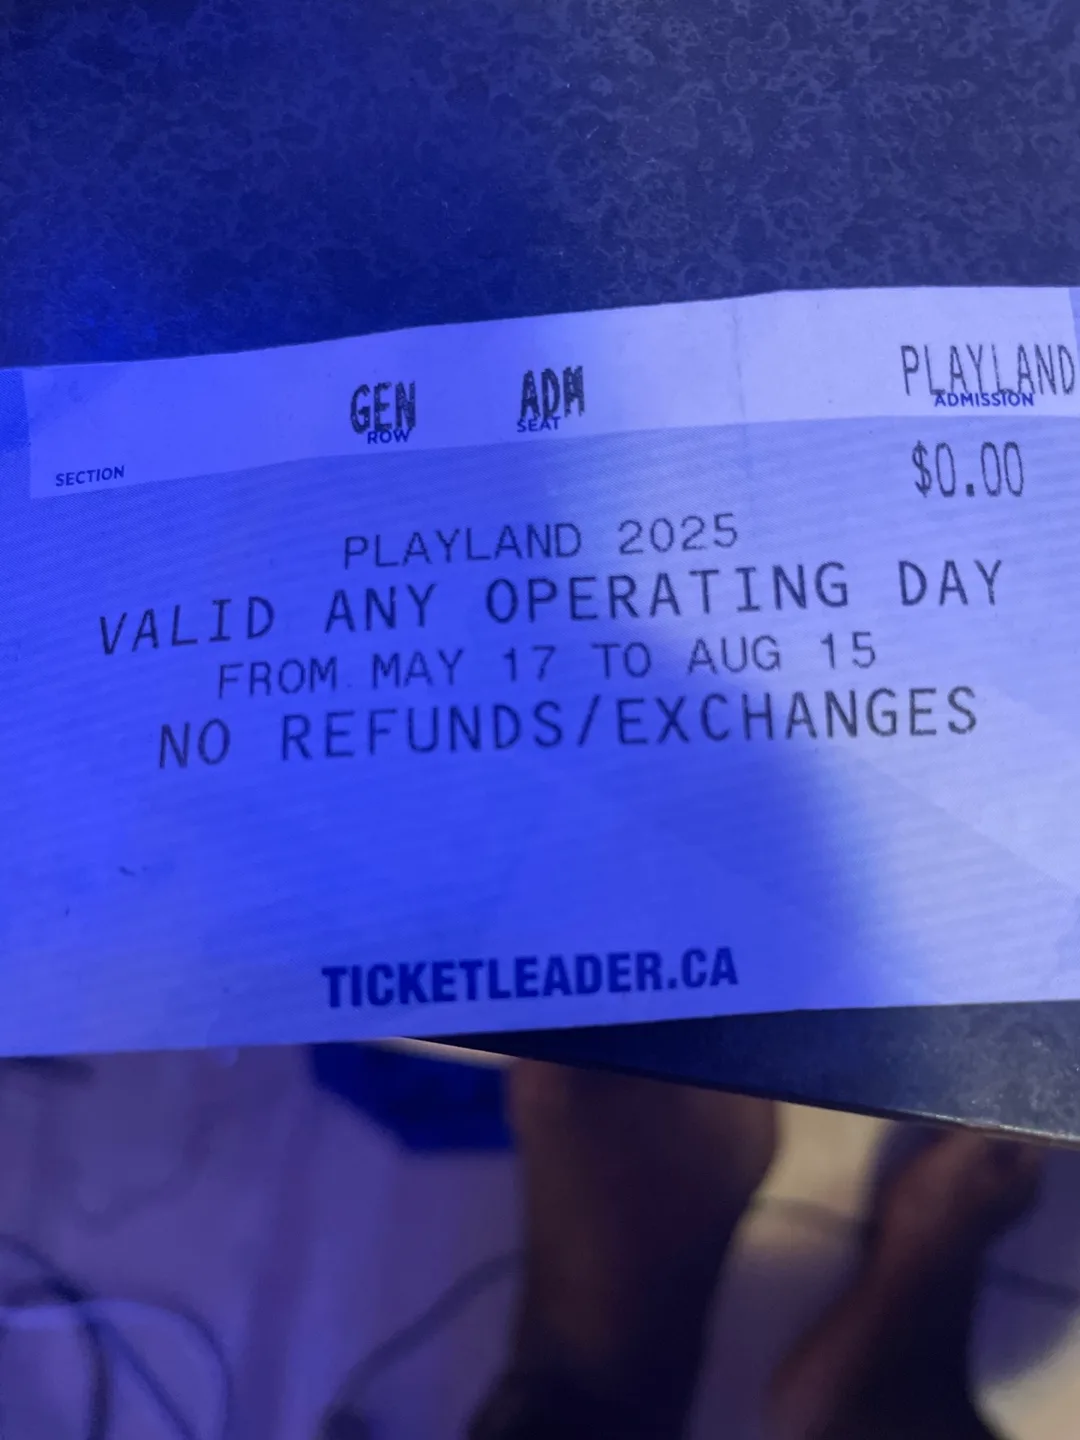 GEN ADM PLAYLAND
SECTION ROW SEAT ADMISSION
$0.00
PLAYLAND 2025
VALID ANY OPERATING DAY
FROM MAY 17 TO AUG 15
NO REFUNDS/EXCHANGES
TICKETLEADER.CA